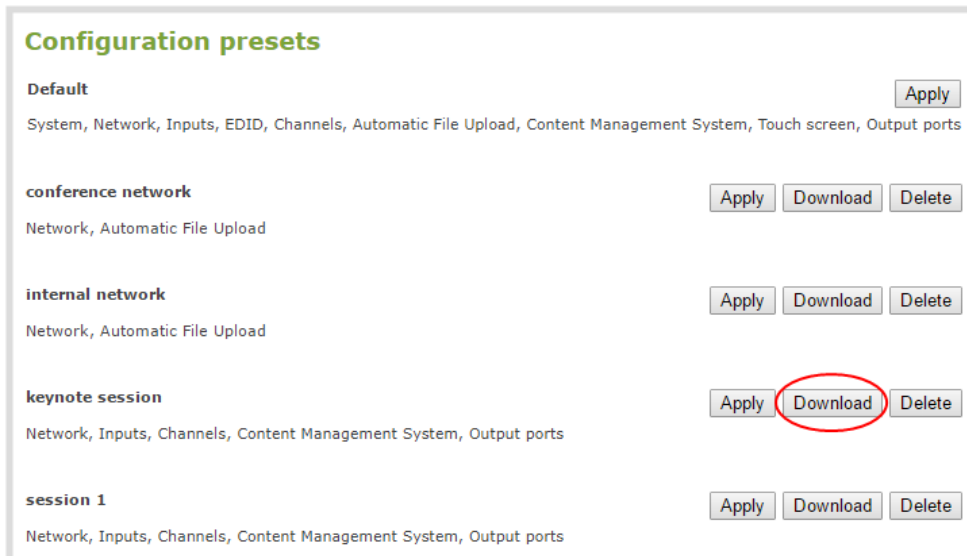 Configuration presets
Default Apply
System, Network, Inputs, EDID, Channels, Automatic File Upload, Content Management System, Touch screen, Output ports
conference network Apply Download Delete
Network, Automatic File Upload
internal network Apply Download Delete
Network, Automatic File Upload
keynote session Apply Download Delete
Network, Inputs, Channels, Content Management System, Output ports
session 1 Apply Download Delete
Network, Inputs, Channels, Content Management System, Output ports